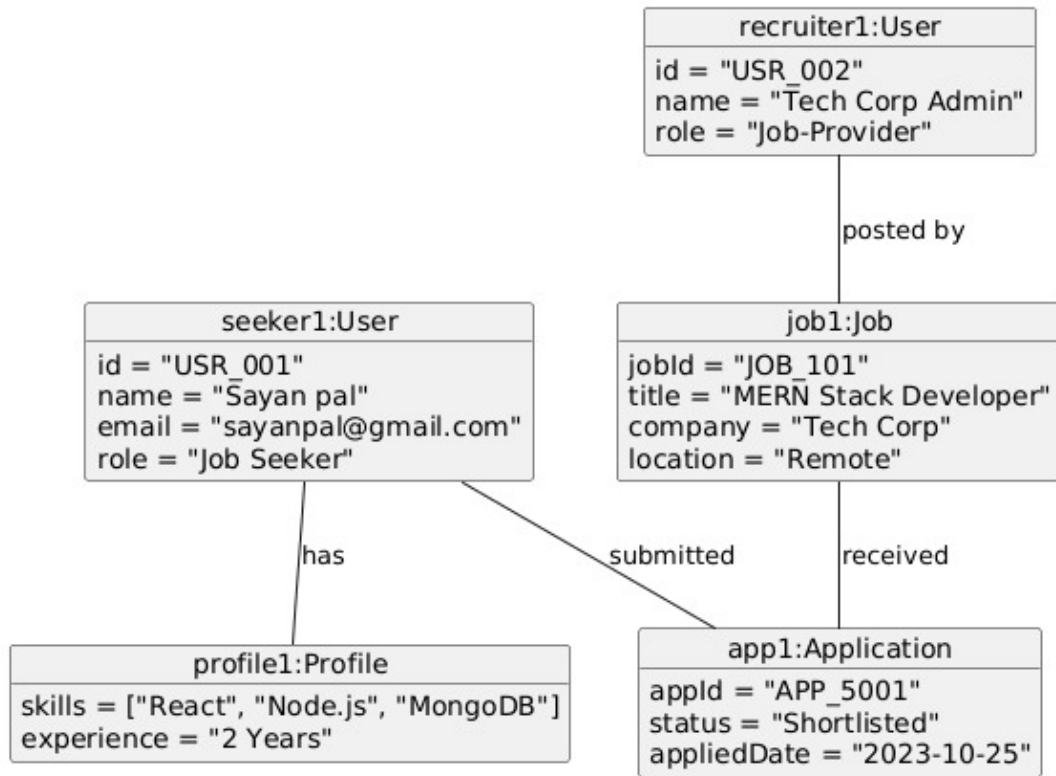 recruiter1:User
id = "USR_002"
name = "Tech Corp Admin"
role = "Job-Provider"
posted by
seeker1:User
id = "USR_001"
name = "Sayan pal"
email = "sayanpal@gmail.com"
role = "Job Seeker"
job1:Job
jobId = "JOB_101"
title = "MERN Stack Developer"
company = "Tech Corp"
location = "Remote"
has
submitted
received
profile1:Profile
skills = ["React", "Node.js", "MongoDB"]
experience = "2 Years"
app1:Application
appId = "APP_5001"
status = "Shortlisted"
appliedDate = "2023-10-25"